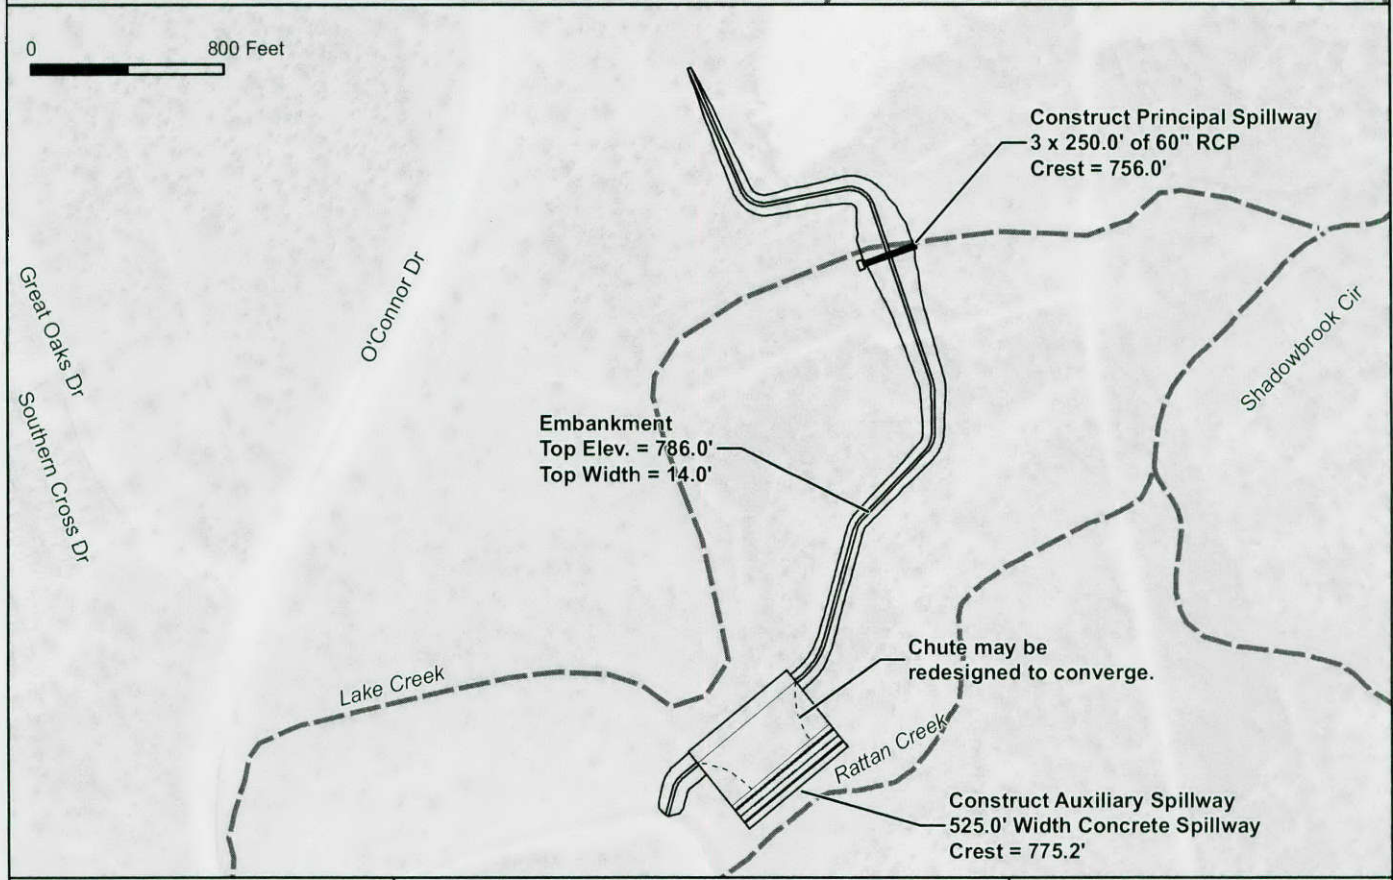 0 800 Feet
Construct Principal Spillway
3 x 250.0' of 60" RCP
Crest = 756.0'
Great Oaks Dr
O'Connor Dr
Shadowbrook Cir
Southern Cross Dr
Embankment
Top Elev. = 786.0'
Top Width = 14.0'
Chute may be
redesigned to converge.
Lake Creek
Rattan Creek
Construct Auxiliary Spillway
525.0' Width Concrete Spillway
Crest = 775.2'